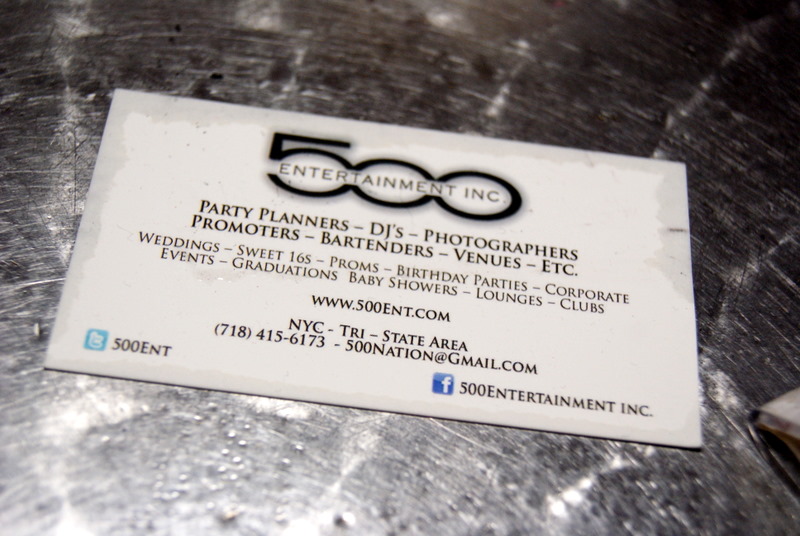 500
ENTERTAINMENT INC.
PARTY PLANNERS – DJ'S – PHOTOGRAPHERS
PROMOTERS – BARTENDERS – VENUES – ETC.
WEDDINGS – SWEET 16S – PROMS – BIRTHDAY PARTIES – CORPORATE
EVENTS – GRADUATIONS BABY SHOWERS – LOUNGES – CLUBS
WWW.500ENT.COM
NYC - TRI – STATE AREA
(718) 415-6173 - 500NATION@GMAIL.COM
500ENT
500ENTERTAINMENT INC.